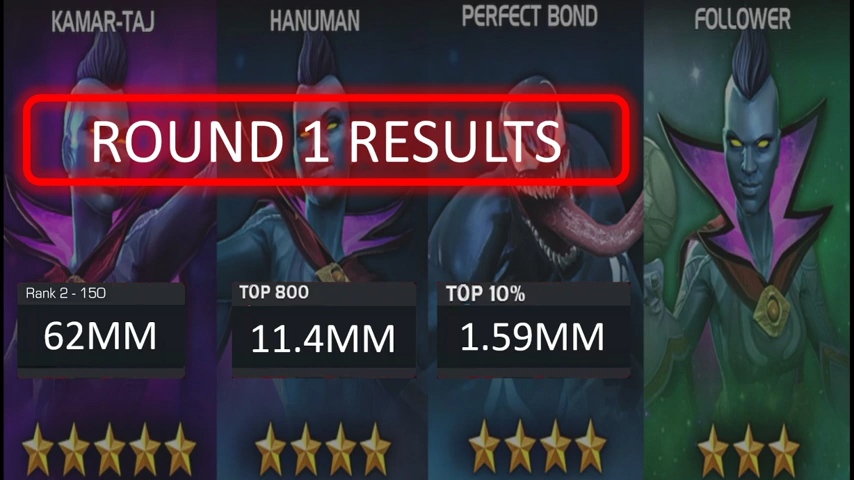 KAMAR-TAJ
HANUMAN
PERFECT BOND
FOLLOWER
ROUND 1 RESULTS
Rank 2 - 150
TOP 800
TOP 10%
62MM
11.4MM
1.59MM